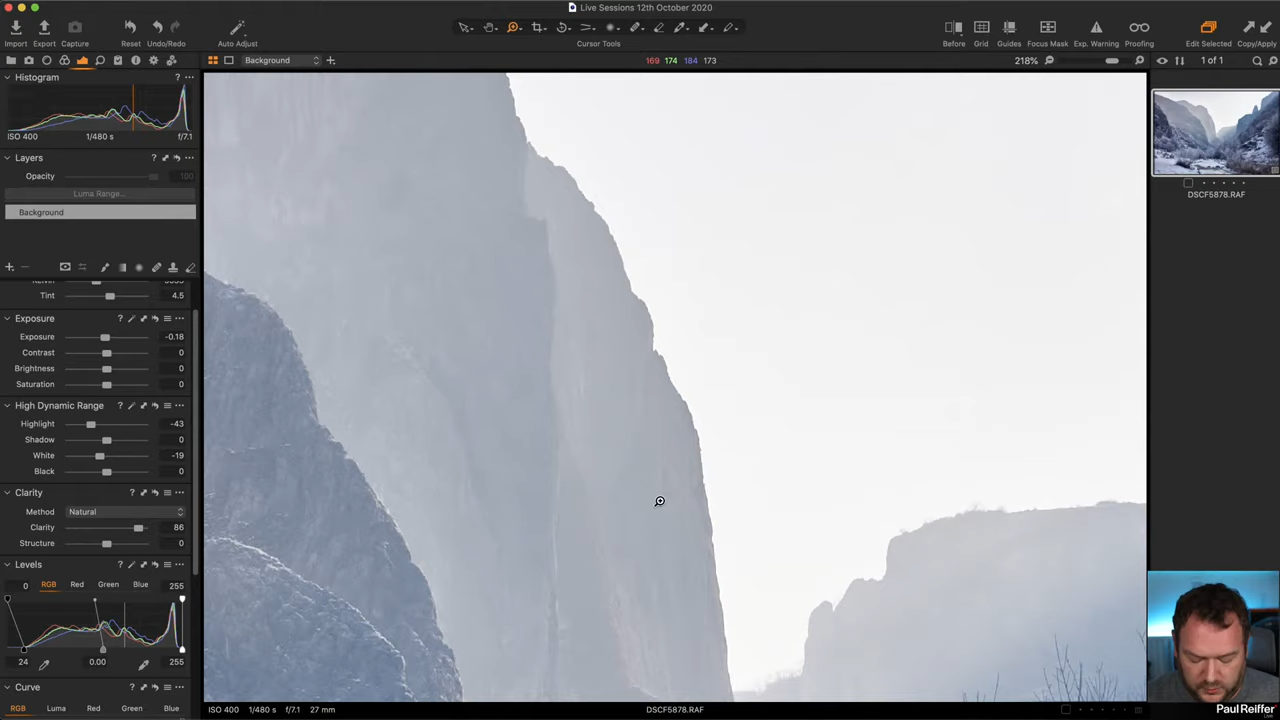 Live Sessions 12th October 2020
Import Export Capture Reset Undo/Redo Auto Adjust Cursor Tools Before Grid Guides Focus Mask Exp. Warning Proofing Edit Selected Copy/Apply
Background 169 174 184 173 218% 1 of 1
Histogram
ISO 400 1/480 s f/7.1
Layers
Opacity 100
Luma Range...
Background
Tint 4.5
Exposure
Exposure -0.18
Contrast 0
Brightness 0
Saturation 0
High Dynamic Range
Highlight -43
Shadow 0
White -19
Black 0
Clarity
Method Natural
Clarity 86
Structure 0
Levels
0 RGB Red Green Blue 255
24 0.00 255
Curve
RGB Luma Red Green Blue
ISO 400 1/480 s f/7.1 27 mm DSCF5878.RAF
DSCF5878.RAF
PaulReiffer
Live